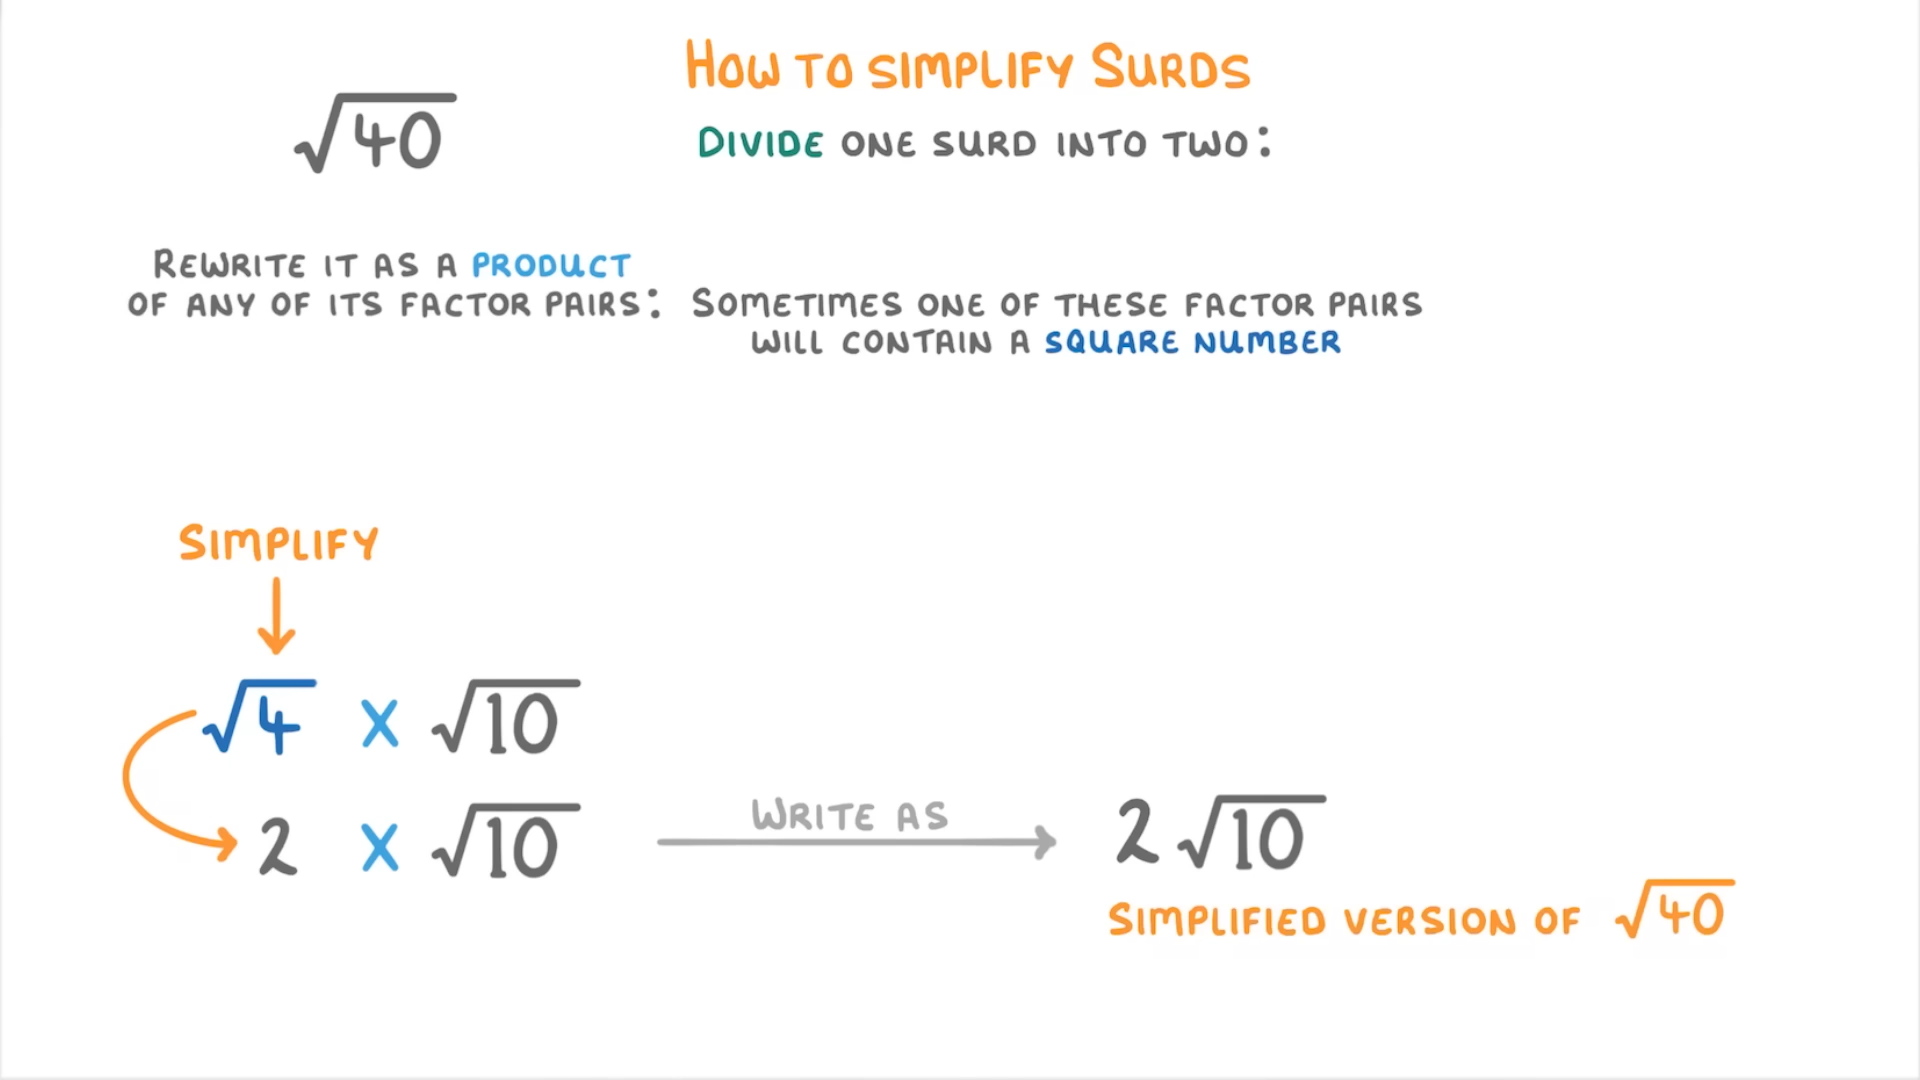 How to simplify Surds
√40
Divide one surd into two:
Rewrite it as a product
of any of its factor pairs:
Sometimes one of these factor pairs
will contain a square number
Simplify
√4 x √10
2 x √10
Write as
2√10
Simplified version of √40